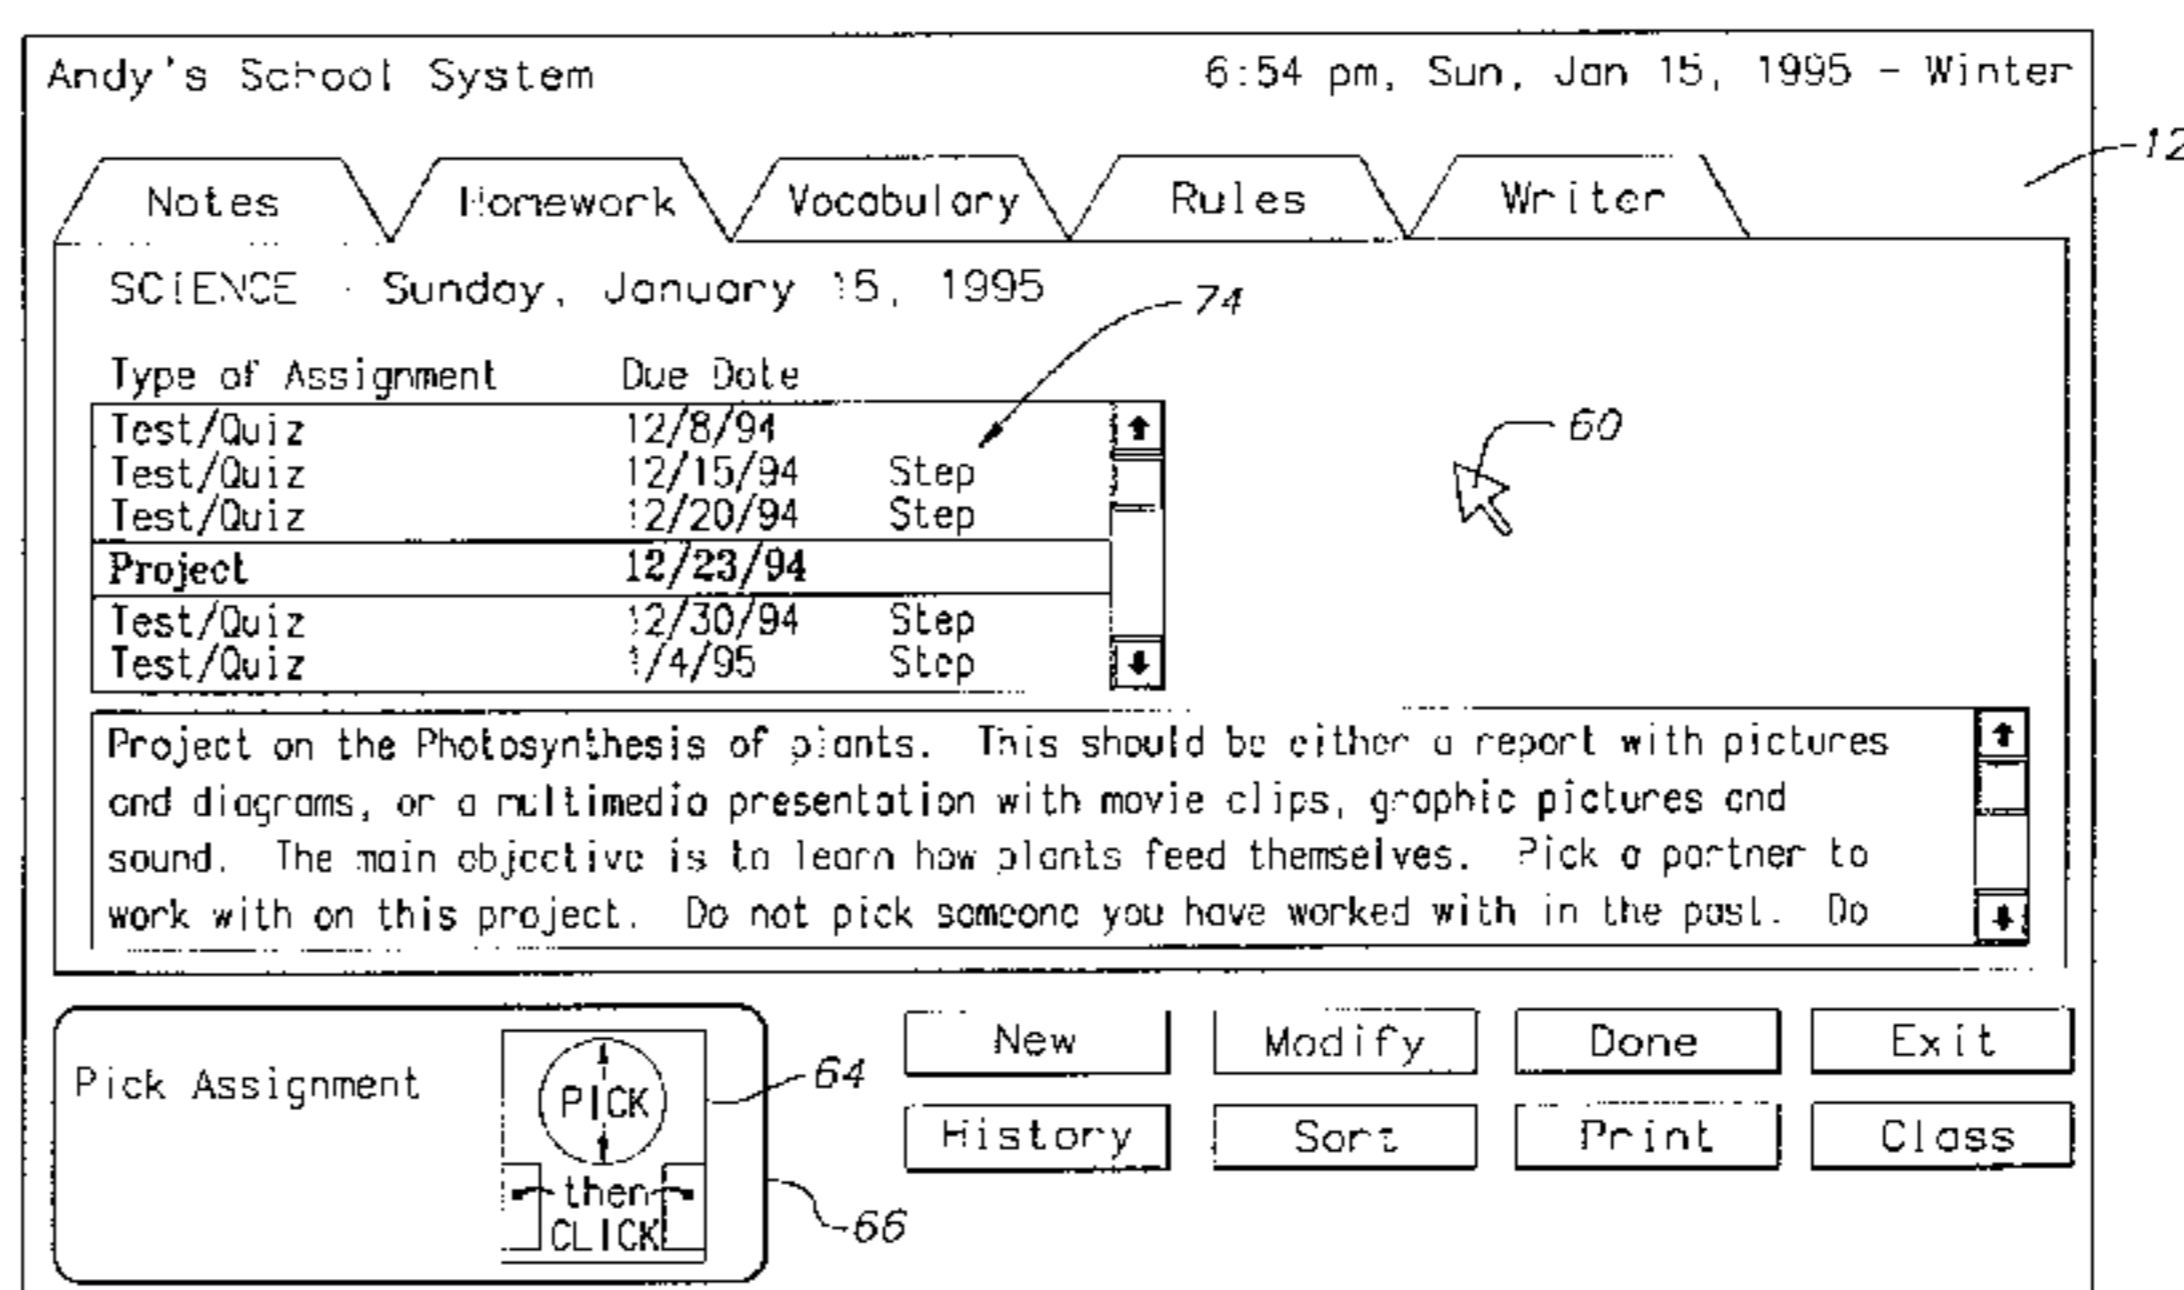 Andy's School System 6:54 pm, Sun, Jan 15, 1995 - Winter
12
Notes Homework Vocabulary Rules Writer
SCIENCE - Sunday, January 15, 1995
74
Type of Assignment Due Date
Test/Quiz 12/8/94
60
Test/Quiz 12/15/94 Step
Test/Quiz 12/20/94 Step
Project 12/23/94
Test/Quiz 12/30/94 Step
Test/Quiz 1/4/95 Step
Project on the Photosynthesis of plants. This should be either a report with pictures
and diagrams, or a multimedia presentation with movie clips, graphic pictures and
sound. The main objective is to learn how plants feed themselves. Pick a partner to
work with on this project. Do not pick someone you have worked with in the past. Do
Pick Assignment
PICK
then
CLICK
64
66
New Modify Done Exit
History Sort Print Class